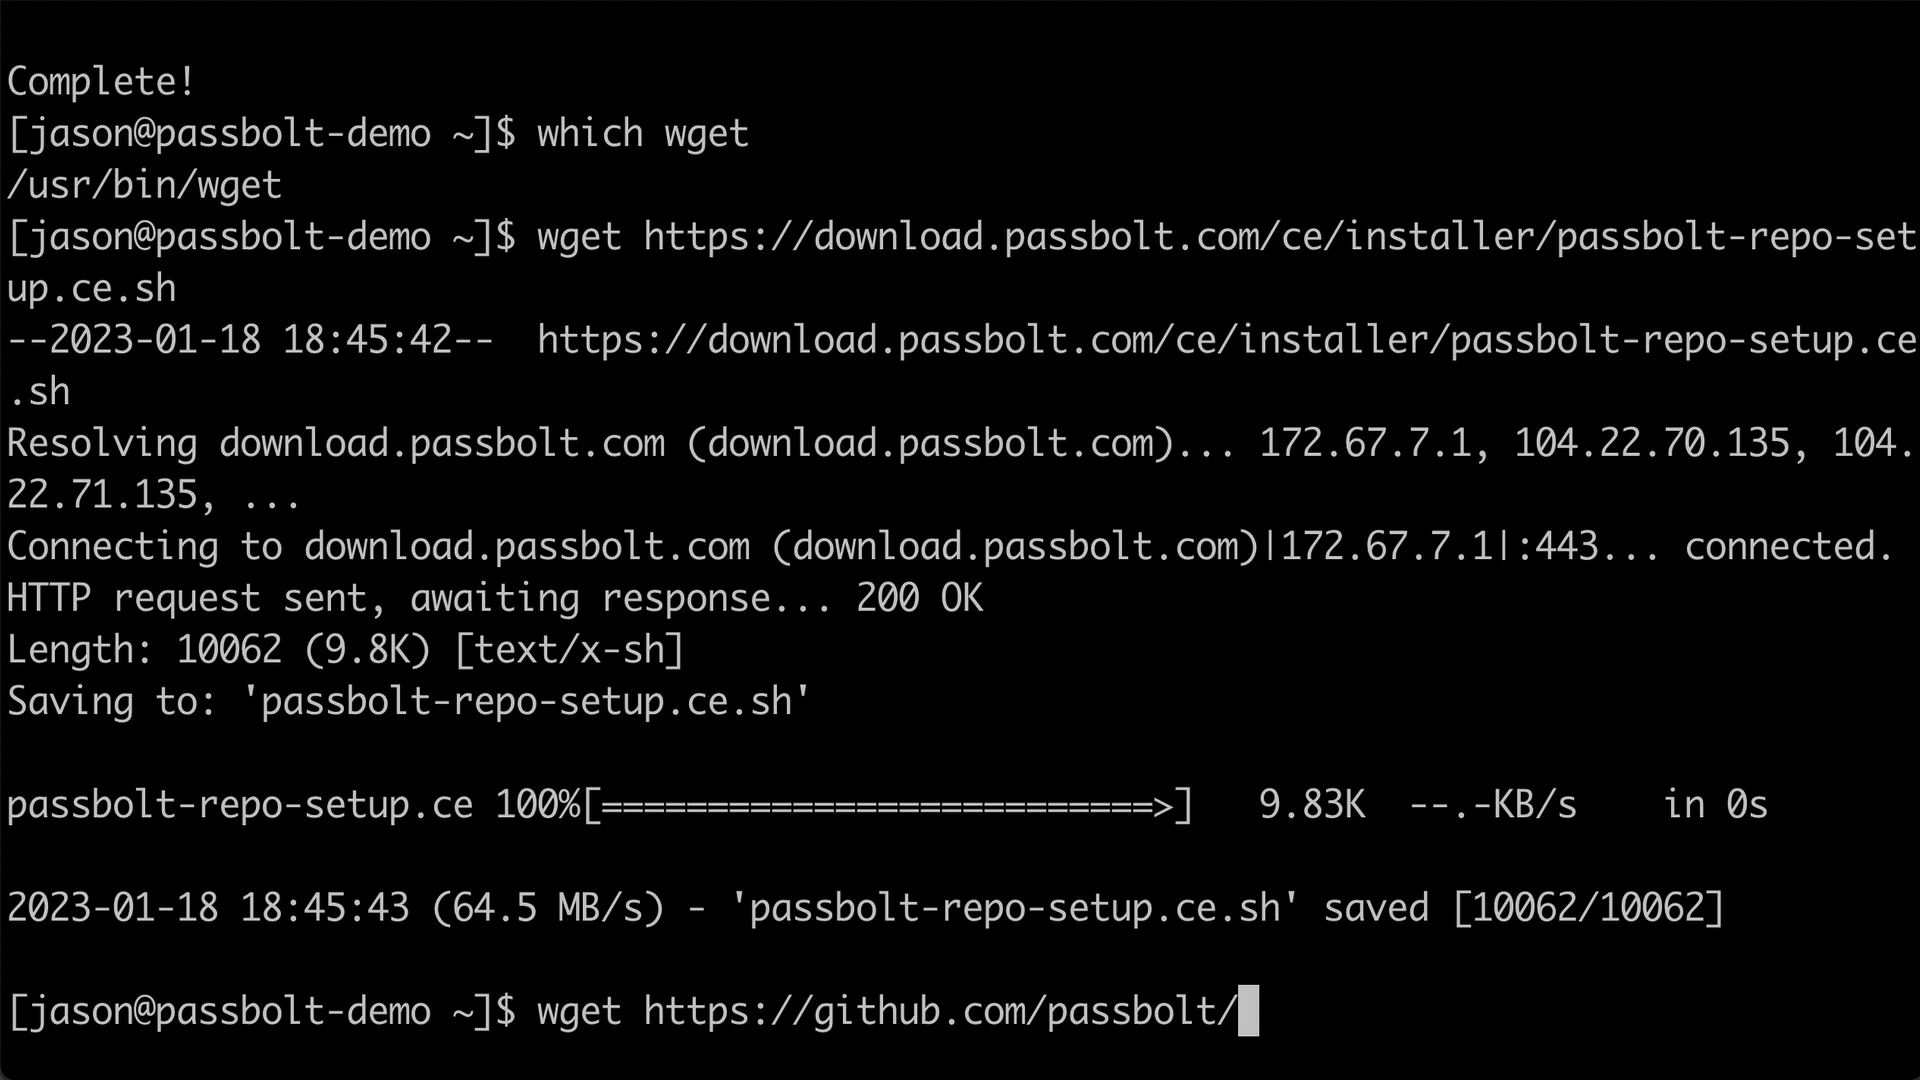 Complete!
[jason@passbolt-demo ~]$ which wget
/usr/bin/wget
[jason@passbolt-demo ~]$ wget https://download.passbolt.com/ce/installer/passbolt-repo-set
up.ce.sh
--2023-01-18 18:45:42--  https://download.passbolt.com/ce/installer/passbolt-repo-setup.ce
.sh
Resolving download.passbolt.com (download.passbolt.com)... 172.67.7.1, 104.22.70.135, 104.
22.71.135, ...
Connecting to download.passbolt.com (download.passbolt.com)|172.67.7.1|:443... connected.
HTTP request sent, awaiting response... 200 OK
Length: 10062 (9.8K) [text/x-sh]
Saving to: 'passbolt-repo-setup.ce.sh'
passbolt-repo-setup.ce 100%[==========================>]   9.83K  --.-KB/s    in 0s
2023-01-18 18:45:43 (64.5 MB/s) - 'passbolt-repo-setup.ce.sh' saved [10062/10062]
[jason@passbolt-demo ~]$ wget https://github.com/passbolt/